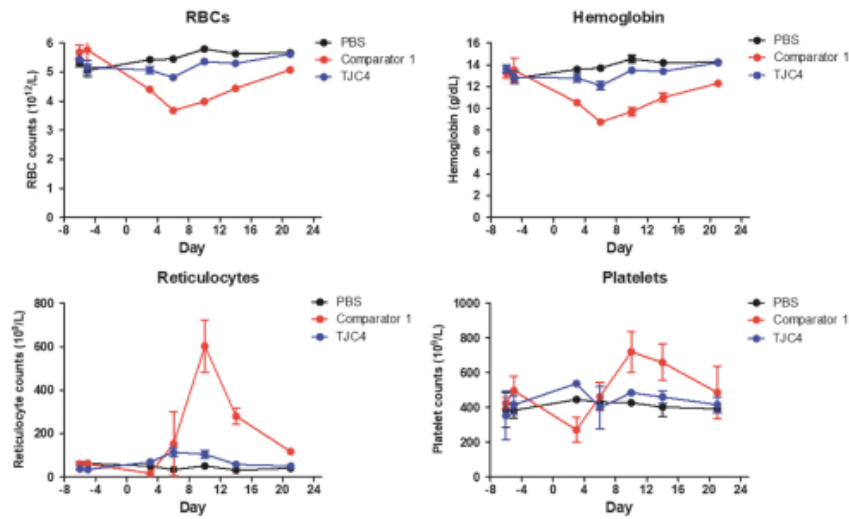 RBCs
PBS
Comparator 1
TJC4
6
5
4
3
2
1
0
RBC counts (10¹²/L)
-8 -4 0 4 8 12 16 20 24
Day
Hemoglobin
PBS
Comparator 1
TJC4
16
14
12
10
8
6
4
2
0
Hemoglobin (g/dL)
-8 -4 0 4 8 12 16 20 24
Day
Reticulocytes
PBS
Comparator 1
TJC4
800
600
400
200
0
Reticulocyte counts (10⁹/L)
-8 -4 0 4 8 12 16 20 24
Day
Platelets
PBS
Comparator 1
TJC4
1000
800
600
400
200
0
Platelet counts (10⁹/L)
-8 -4 0 4 8 12 16 20 24
Day